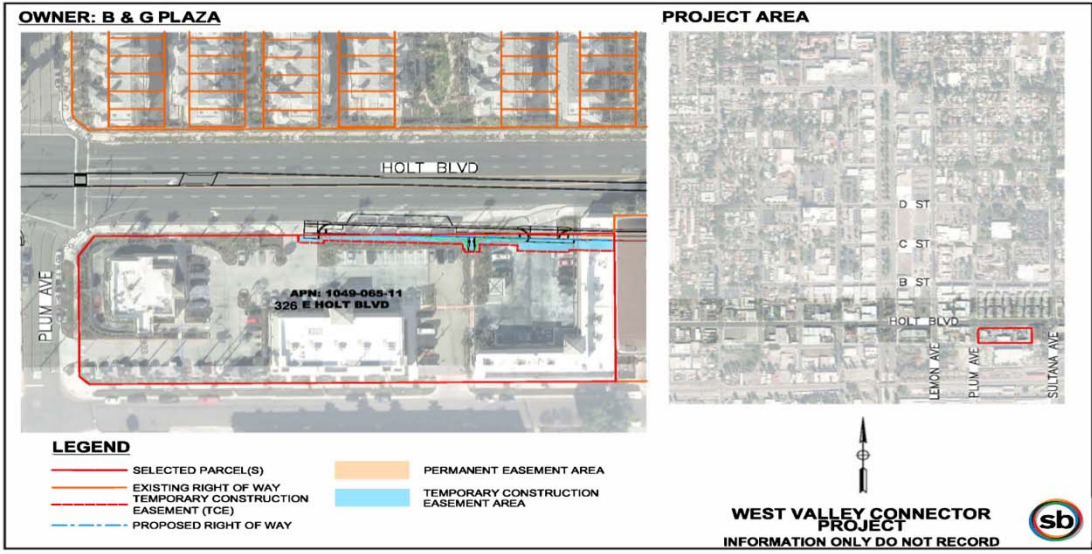 OWNER: B & G PLAZA
PROJECT AREA
HOLT BLVD
PLUM AVE
APN: 1049-065-11
326 E HOLT BLVD
D ST
C ST
B ST
HOLT BLVD
LEMON AVE
PLUM AVE
SULTANA AVE
LEGEND
SELECTED PARCEL(S)
EXISTING RIGHT OF WAY
TEMPORARY CONSTRUCTION
EASEMENT (TCE)
PROPOSED RIGHT OF WAY
PERMANENT EASEMENT AREA
TEMPORARY CONSTRUCTION
EASEMENT AREA
WEST VALLEY CONNECTOR
PROJECT
INFORMATION ONLY DO NOT RECORD
sb